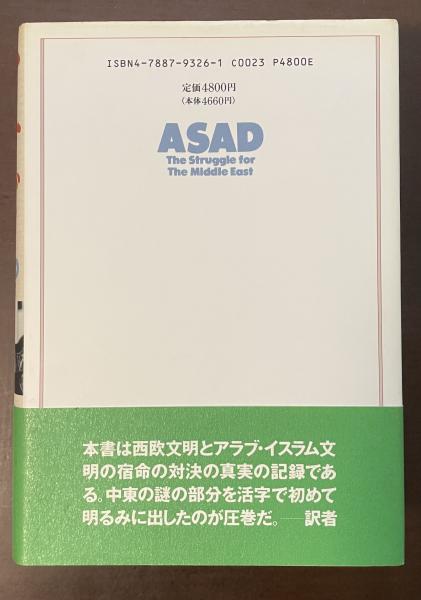 ISBN4-7887-9326-1 C0023 P4800E
定価4800円
(本体4660円)
ASAD
The Struggle for
The Middle East
本書は西欧文明とアラブ・イスラム文
明の宿命の対決の真実の記録であ
る。中東の謎の部分を活字で初めて
明るみに出したのが圧巻だ。――訳者